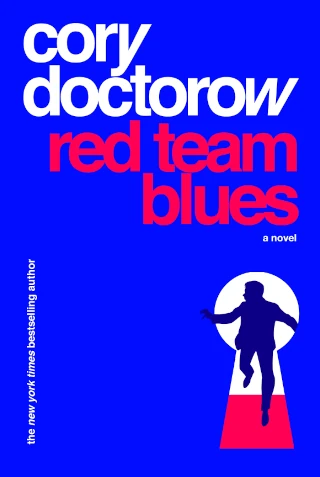 cory
doctorow
red team
blues
a novel
the new york times bestselling author